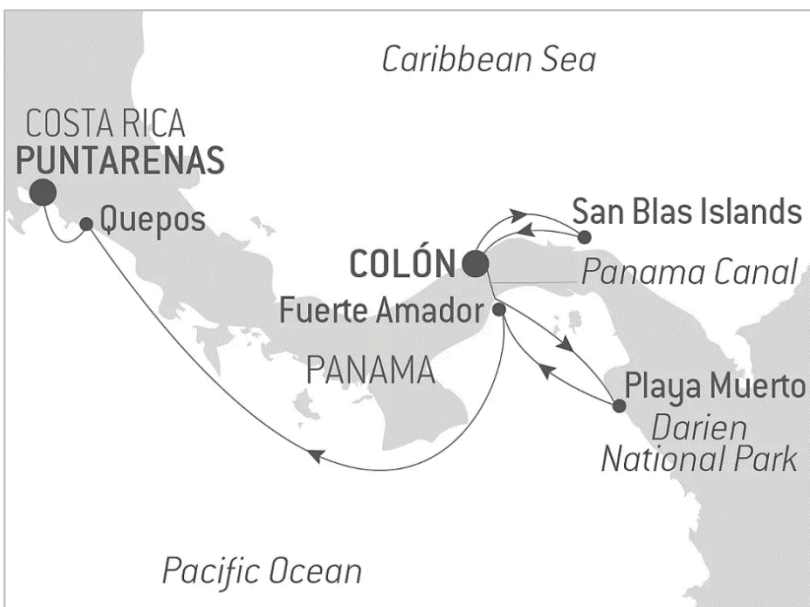 Caribbean Sea
COSTA RICA
PUNTARENAS
Quepos
San Blas Islands
COLÓN
Panama Canal
Fuerte Amador
PANAMA
Playa Muerto
Darien
National Park
Pacific Ocean